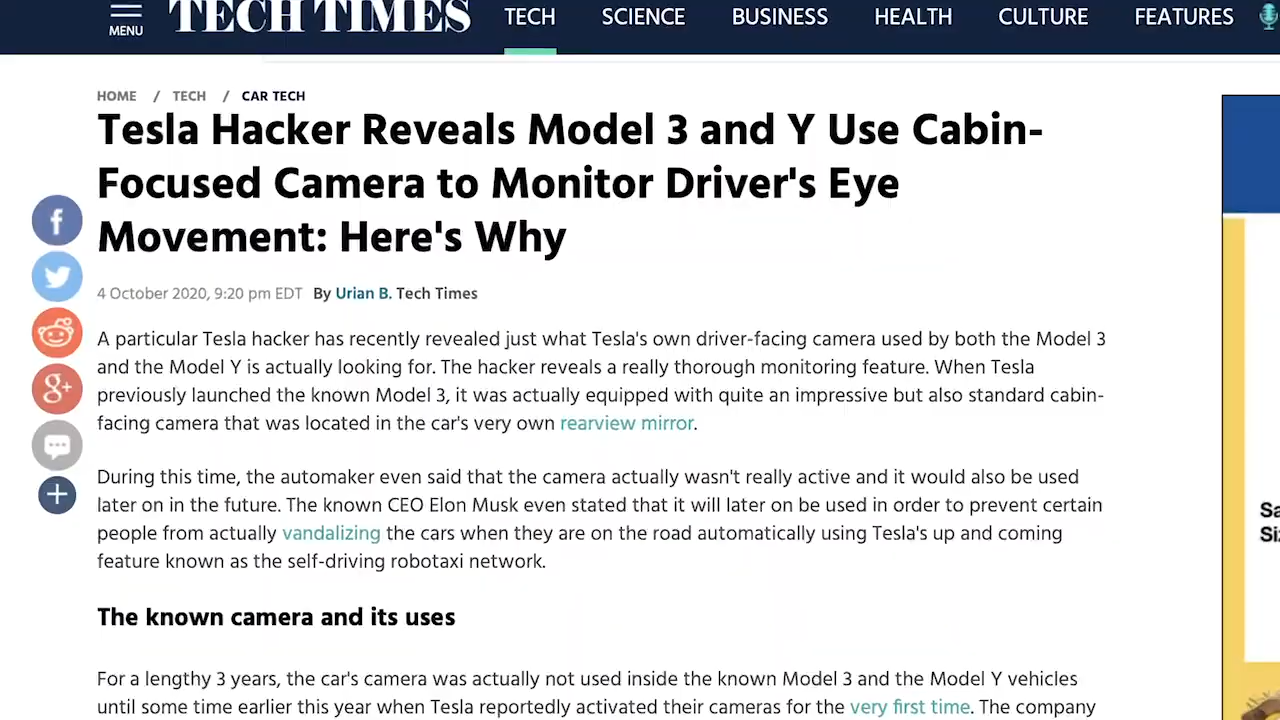 MENU
TECH TIMES
TECH
SCIENCE
BUSINESS
HEALTH
CULTURE
FEATURES
HOME / TECH / CAR TECH
Tesla Hacker Reveals Model 3 and Y Use Cabin-
Focused Camera to Monitor Driver's Eye
Movement: Here's Why
4 October 2020, 9:20 pm EDT By Urian B. Tech Times
A particular Tesla hacker has recently revealed just what Tesla's own driver-facing camera used by both the Model 3
and the Model Y is actually looking for. The hacker reveals a really thorough monitoring feature. When Tesla
previously launched the known Model 3, it was actually equipped with quite an impressive but also standard cabin-
facing camera that was located in the car's very own rearview mirror.
During this time, the automaker even said that the camera actually wasn't really active and it would also be used
later on in the future. The known CEO Elon Musk even stated that it will later on be used in order to prevent certain
people from actually vandalizing the cars when they are on the road automatically using Tesla's up and coming
feature known as the self-driving robotaxi network.
The known camera and its uses
For a lengthy 3 years, the car's camera was actually not used inside the known Model 3 and the Model Y vehicles
until some time earlier this year when Tesla reportedly activated their cameras for the very first time. The company